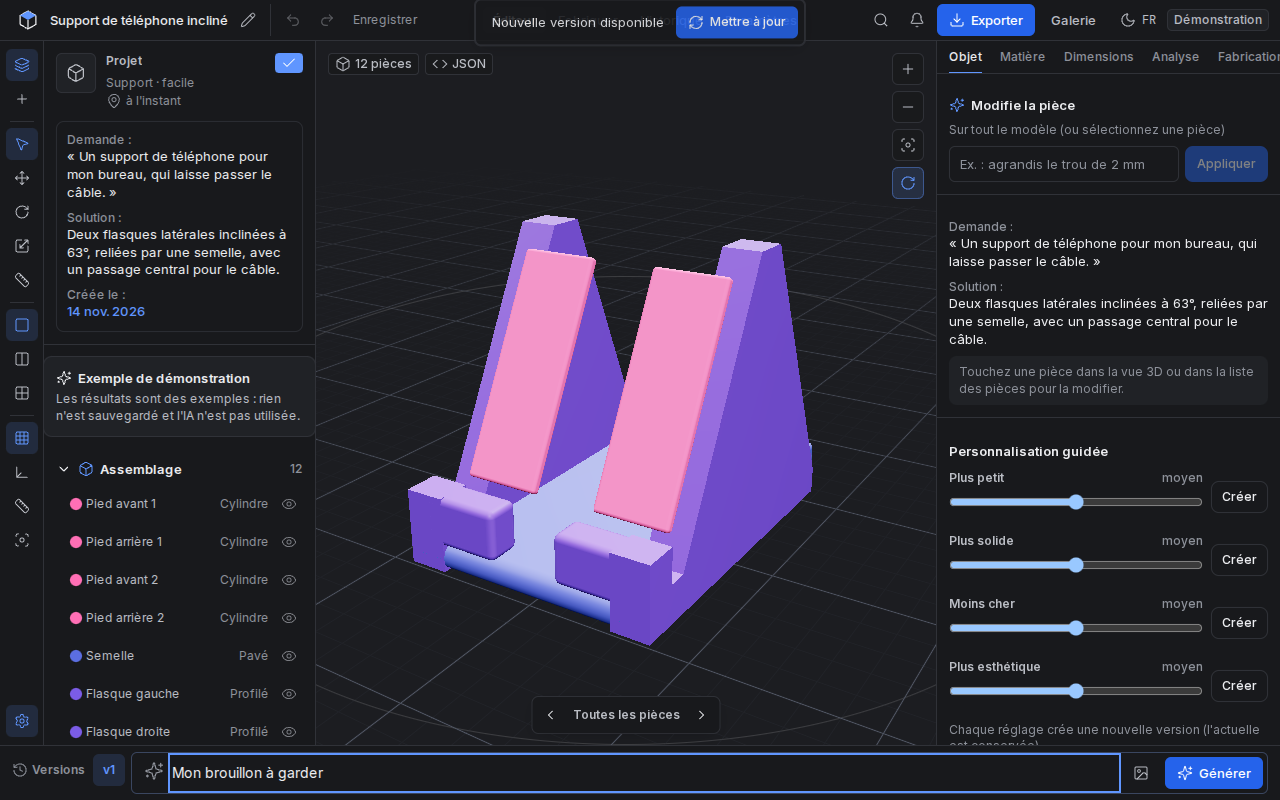 Support de téléphone incliné
Enregistrer
Nouvelle version disponible
Mettre à jour
Exporter
Galerie
FR
Démonstration
Projet
Support · facile
à l'instant
Demande :
« Un support de téléphone pour
mon bureau, qui laisse passer le
câble. »
Solution :
Deux flasques latérales inclinées à
63°, reliées par une semelle, avec
un passage central pour le câble.
Créée le :
14 nov. 2026
Exemple de démonstration
Les résultats sont des exemples : rien
n'est sauvegardé et l'IA n'est pas utilisée.
Assemblage 12
Pied avant 1 Cylindre
Pied arrière 1 Cylindre
Pied avant 2 Cylindre
Pied arrière 2 Cylindre
Semelle Pavé
Flasque gauche Profilé
Flasque droite Profilé
12 pièces
JSON
Toutes les pièces
Objet Matière Dimensions Analyse Fabrication
Modifie la pièce
Sur tout le modèle (ou sélectionnez une pièce)
Ex. : agrandis le trou de 2 mm
Appliquer
Demande :
« Un support de téléphone pour mon bureau, qui
laisse passer le câble. »
Solution :
Deux flasques latérales inclinées à 63°, reliées par
une semelle, avec un passage central pour le
câble.
Touchez une pièce dans la vue 3D ou dans la liste
des pièces pour la modifier.
Personnalisation guidée
Plus petit moyen
Créer
Plus solide moyen
Créer
Moins cher moyen
Créer
Plus esthétique moyen
Créer
Chaque réglage crée une nouvelle version (l'actuelle
est conservée).
Versions
v1
Mon brouillon à garder
Générer